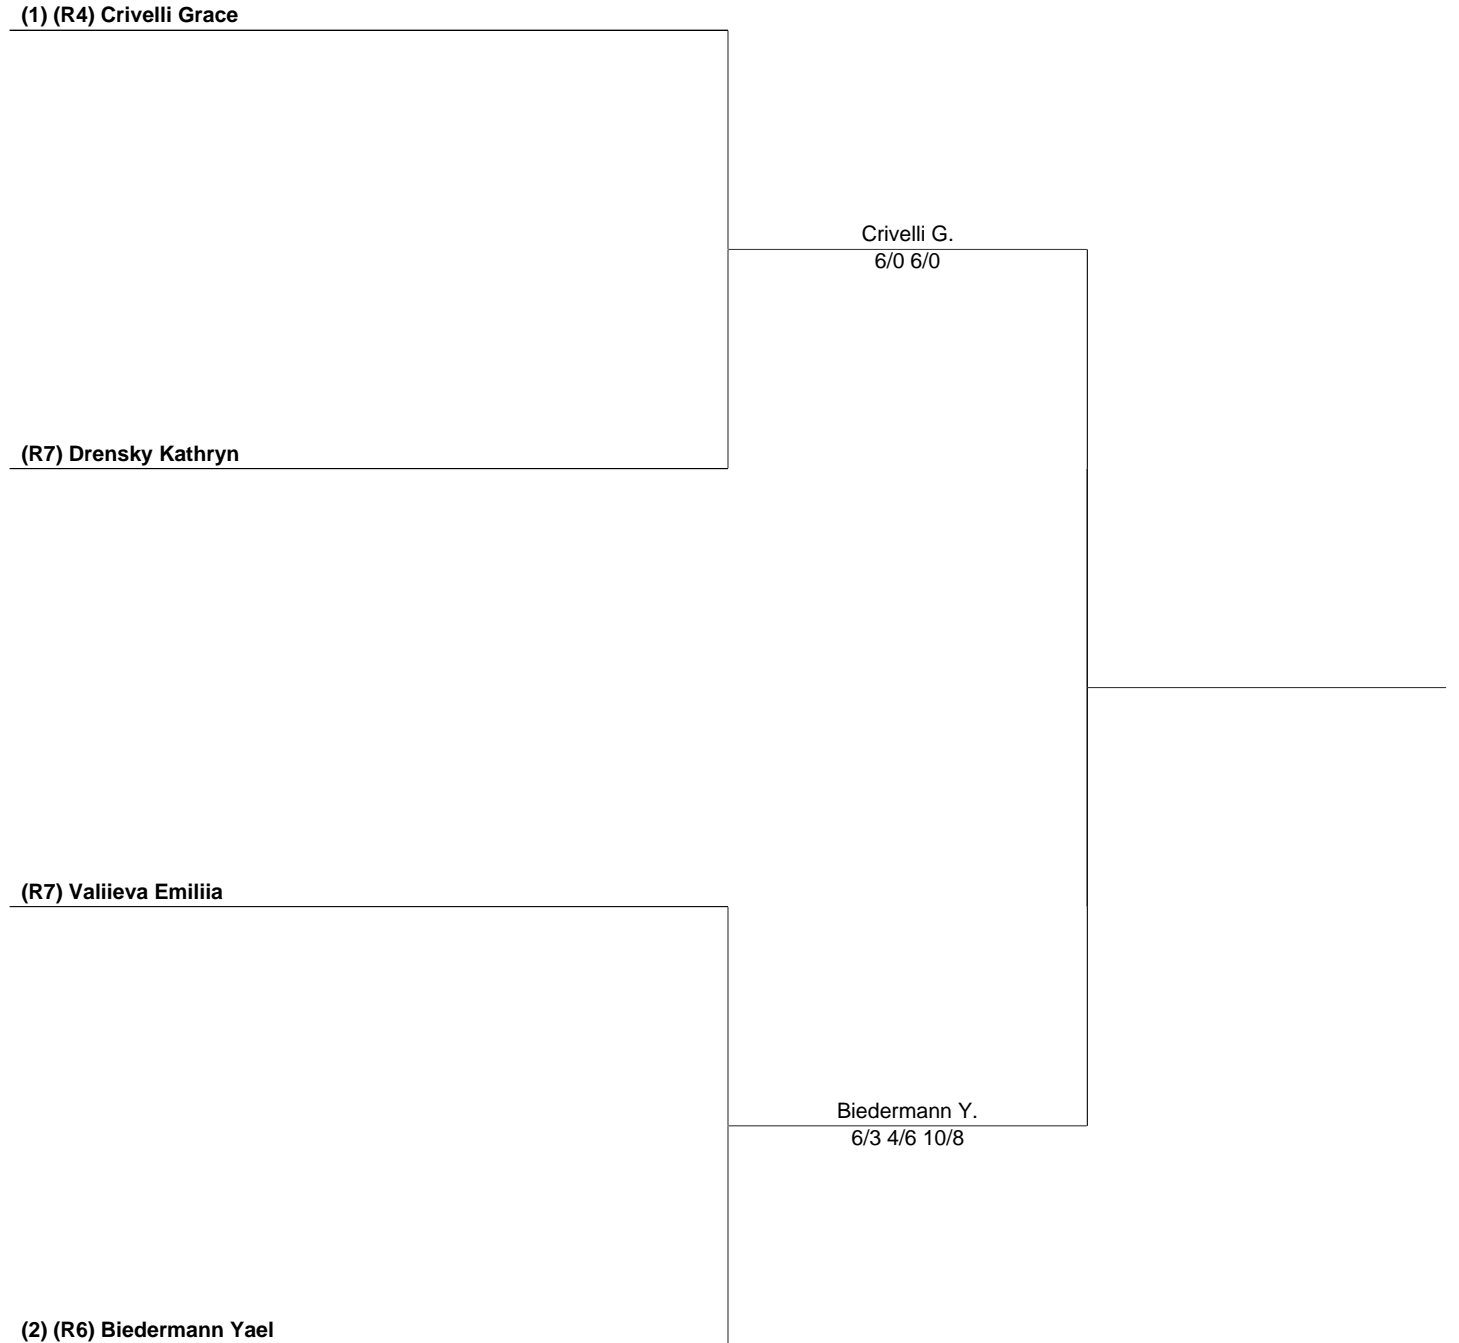 (1) (R4) Crivelli Grace
Crivelli G.
6/0 6/0
(R7) Drensky Kathryn
(R7) Valiieva Emiliia
Biedermann Y.
6/3 4/6 10/8
(2) (R6) Biedermann Yael